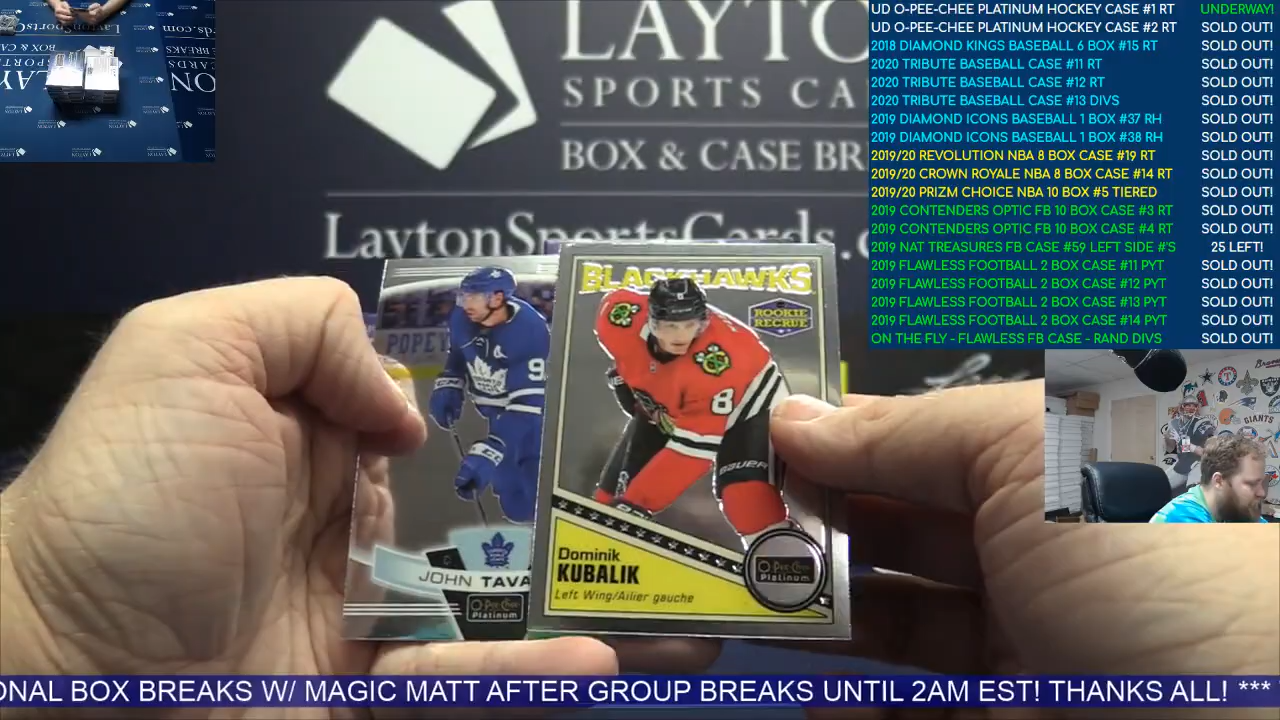 LAYTON
SPORTS CA
BOX & CASE BR
LaytonSportsCards.c
UD O-PEE-CHEE PLATINUM HOCKEY CASE #1 RT UNDERWAY!
UD O-PEE-CHEE PLATINUM HOCKEY CASE #2 RT SOLD OUT!
2018 DIAMOND KINGS BASEBALL 6 BOX #15 RT SOLD OUT!
2020 TRIBUTE BASEBALL CASE #11 RT SOLD OUT!
2020 TRIBUTE BASEBALL CASE #12 RT SOLD OUT!
2020 TRIBUTE BASEBALL CASE #13 DIVS SOLD OUT!
2019 DIAMOND ICONS BASEBALL 1 BOX #37 RH SOLD OUT!
2019 DIAMOND ICONS BASEBALL 1 BOX #38 RH SOLD OUT!
2019/20 REVOLUTION NBA 8 BOX CASE #19 RT SOLD OUT!
2019/20 CROWN ROYALE NBA 8 BOX CASE #14 RT SOLD OUT!
2019/20 PRIZM CHOICE NBA 10 BOX #5 TIERED SOLD OUT!
2019 CONTENDERS OPTIC FB 10 BOX CASE #3 RT SOLD OUT!
2019 CONTENDERS OPTIC FB 10 BOX CASE #4 RT SOLD OUT!
2019 NAT TREASURES FB CASE #59 LEFT SIDE #'S 25 LEFT!
2019 FLAWLESS FOOTBALL 2 BOX CASE #11 PYT SOLD OUT!
2019 FLAWLESS FOOTBALL 2 BOX CASE #12 PYT SOLD OUT!
2019 FLAWLESS FOOTBALL 2 BOX CASE #13 PYT SOLD OUT!
2019 FLAWLESS FOOTBALL 2 BOX CASE #14 PYT SOLD OUT!
ON THE FLY - FLAWLESS FB CASE - RAND DIVS SOLD OUT!
BLACKHAWKS
ROOKIE
RECRUE
8
BAUER
Dominik
KUBALIK
Left Wing/Ailier gauche
O-Pee-Chee
Platinum
POPEY
9
JOHN TAVA
O-Pee-Chee
Platinum
GIANTS
ONAL BOX BREAKS W/ MAGIC MATT AFTER GROUP BREAKS UNTIL 2AM EST! THANKS ALL! ***